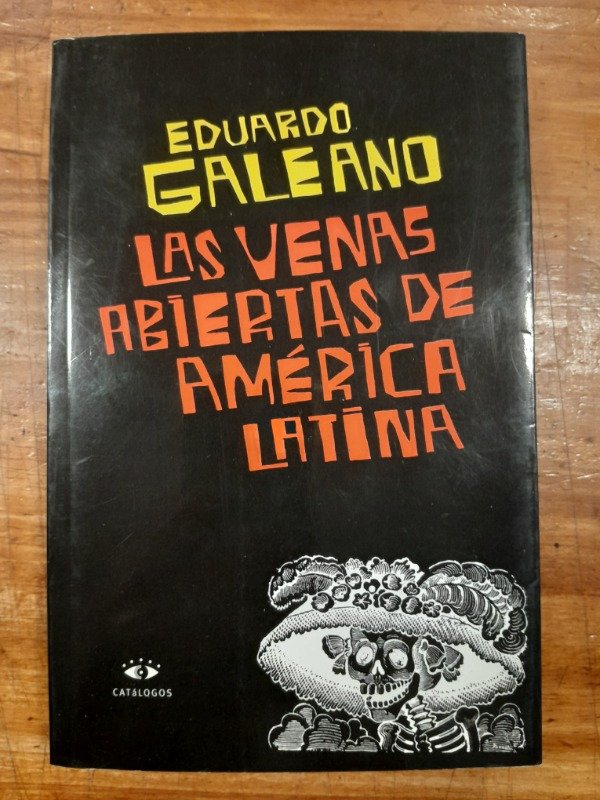 EDUARDO
GALEANO
LAS VENAS
ABIERTAS DE
AMÉRICA
LATINA
CATáLOGOS